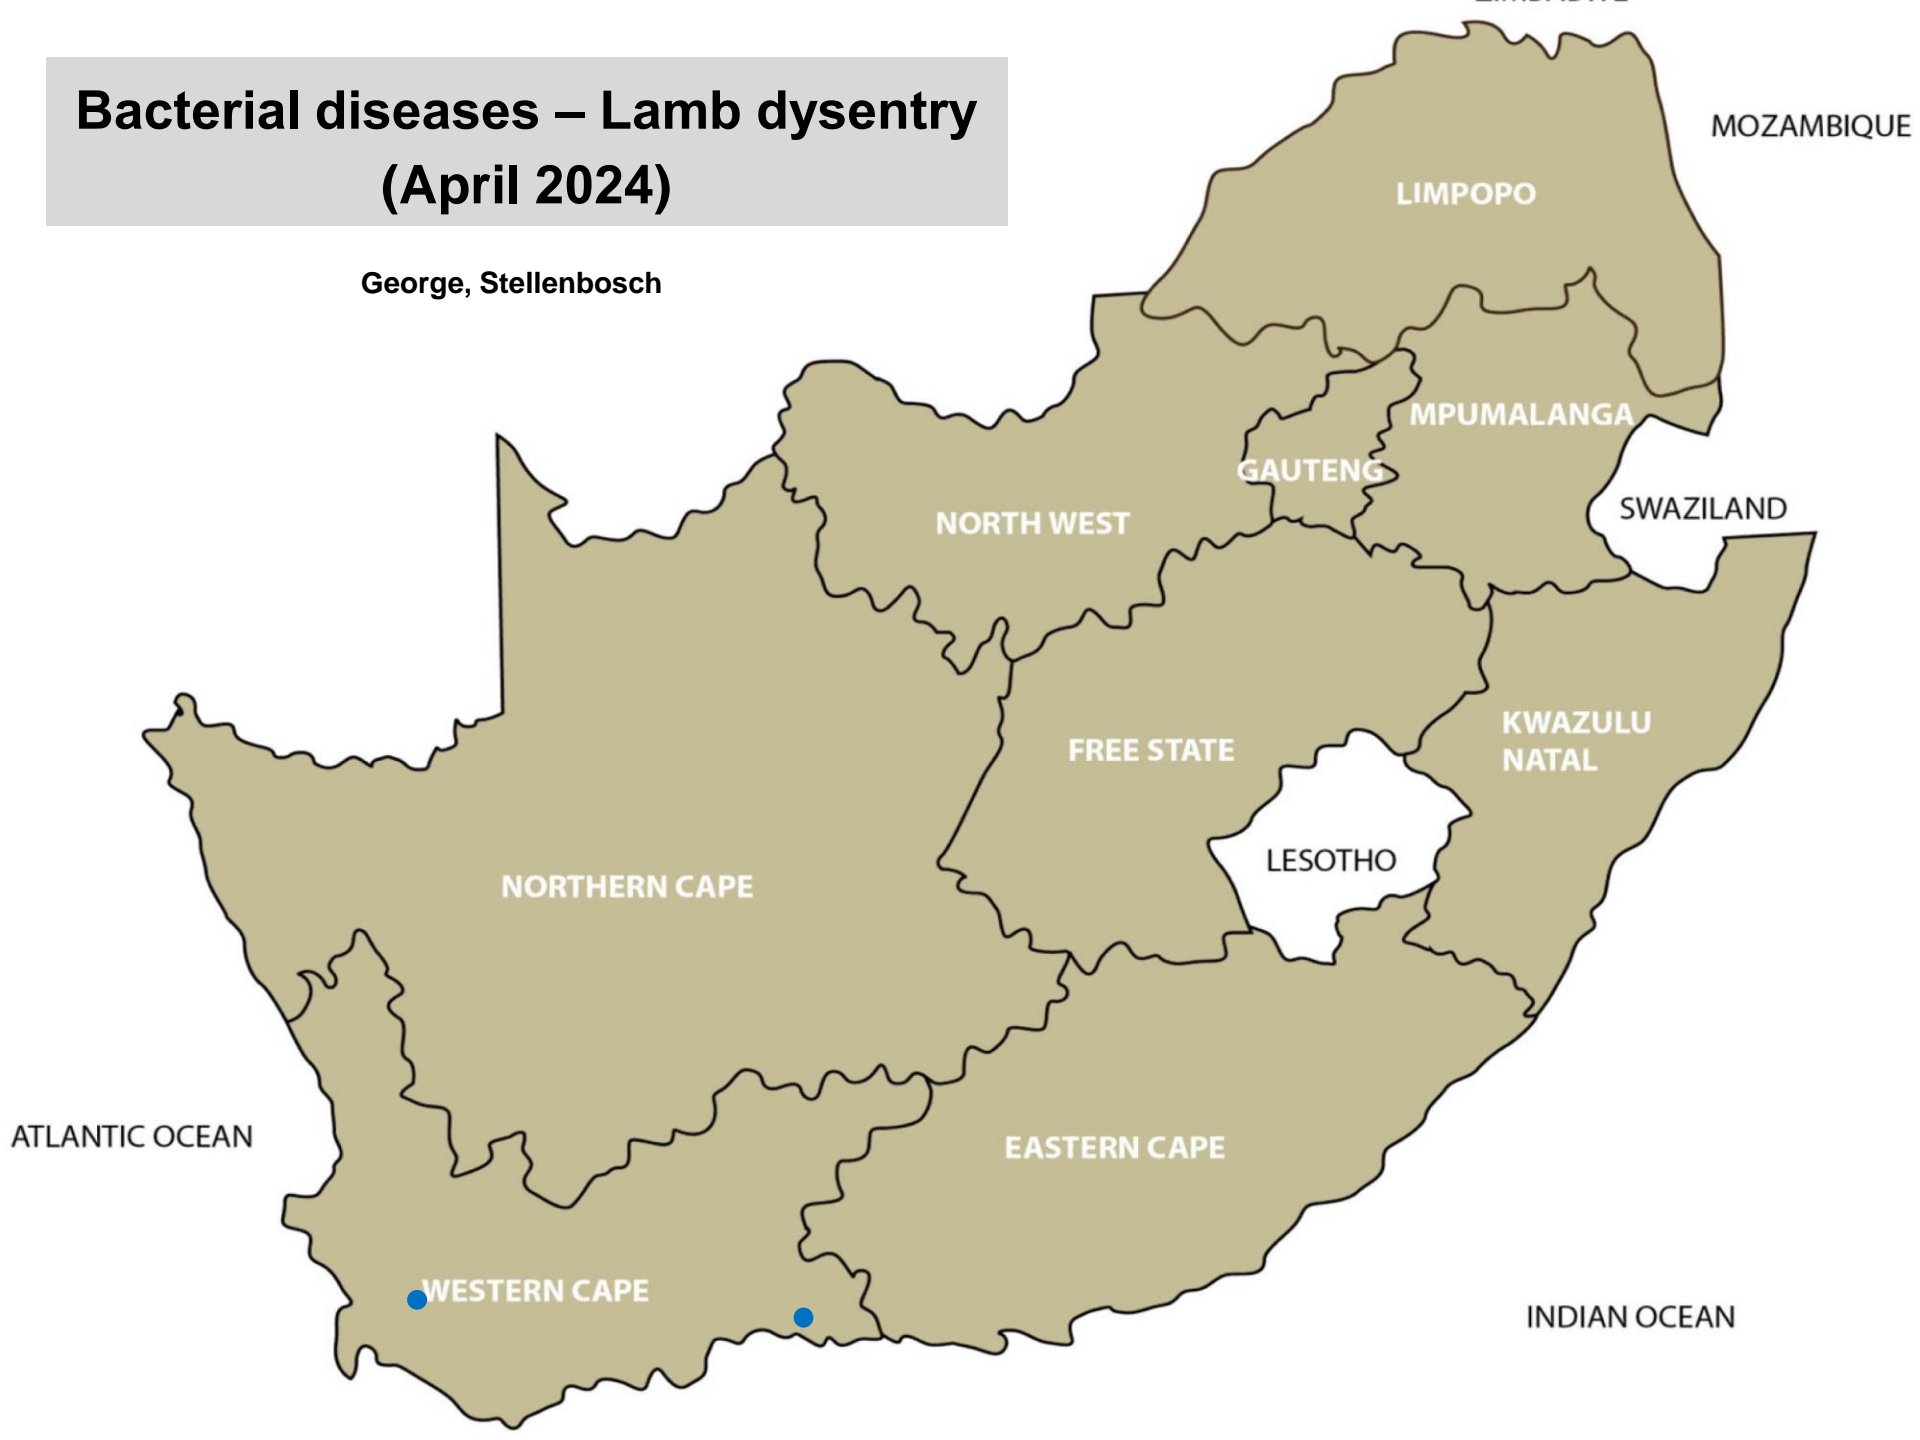 Bacterial diseases – Lamb dysentry
(April 2024)
George, Stellenbosch
MOZAMBIQUE
LIMPOPO
MPUMALANGA
GAUTENG
SWAZILAND
NORTH WEST
KWAZULU
NATAL
FREE STATE
LESOTHO
NORTHERN CAPE
ATLANTIC OCEAN
EASTERN CAPE
WESTERN CAPE
INDIAN OCEAN